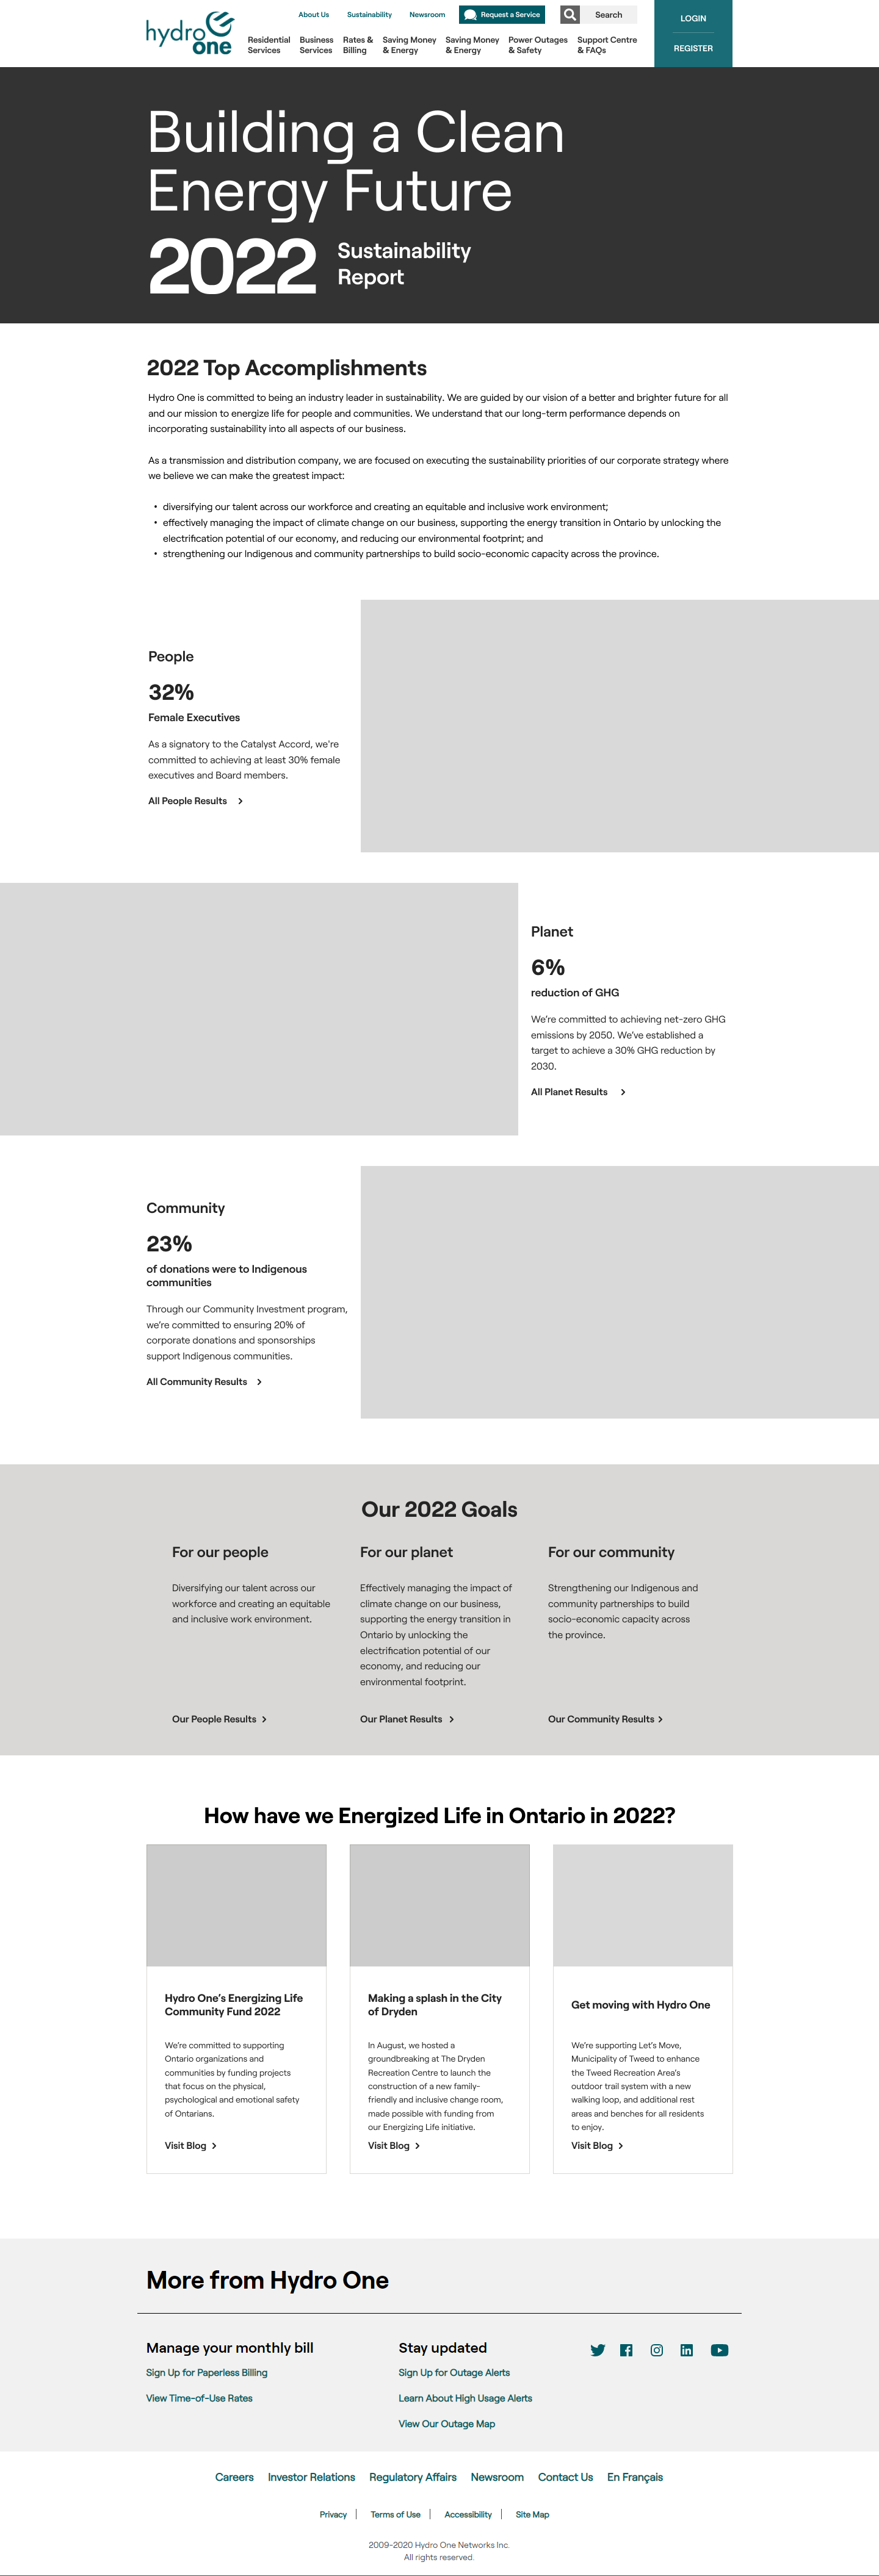 hydro
one
About Us
Sustainability
Newsroom
Request a Service
Search
LOGIN
REGISTER
Residential
Services
Business
Services
Rates &
Billing
Saving Money
& Energy
Saving Money
& Energy
Power Outages
& Safety
Support Centre
& FAQs
Building a Clean
Energy Future
2022
Sustainability
Report
2022 Top Accomplishments
Hydro One is committed to being an industry leader in sustainability. We are guided by our vision of a better and brighter future for all
and our mission to energize life for people and communities. We understand that our long-term performance depends on
incorporating sustainability into all aspects of our business.
As a transmission and distribution company, we are focused on executing the sustainability priorities of our corporate strategy where
we believe we can make the greatest impact:
• diversifying our talent across our workforce and creating an equitable and inclusive work environment;
• effectively managing the impact of climate change on our business, supporting the energy transition in Ontario by unlocking the
electrification potential of our economy, and reducing our environmental footprint; and
• strengthening our Indigenous and community partnerships to build socio-economic capacity across the province.
People
32%
Female Executives
As a signatory to the Catalyst Accord, we're
committed to achieving at least 30% female
executives and Board members.
All People Results
Planet
6%
reduction of GHG
We're committed to achieving net-zero GHG
emissions by 2050. We've established a
target to achieve a 30% GHG reduction by
2030.
All Planet Results
Community
23%
of donations were to Indigenous
communities
Through our Community Investment program,
we're committed to ensuring 20% of
corporate donations and sponsorships
support Indigenous communities.
All Community Results
Our 2022 Goals
For our people
Diversifying our talent across our
workforce and creating an equitable
and inclusive work environment.
Our People Results
For our planet
Effectively managing the impact of
climate change on our business,
supporting the energy transition in
Ontario by unlocking the
electrification potential of our
economy, and reducing our
environmental footprint.
Our Planet Results
For our community
Strengthening our Indigenous and
community partnerships to build
socio-economic capacity across
the province.
Our Community Results
How have we Energized Life in Ontario in 2022?
Hydro One's Energizing Life
Community Fund 2022
We're committed to supporting
Ontario organizations and
communities by funding projects
that focus on the physical,
psychological and emotional safety
of Ontarians.
Visit Blog
Making a splash in the City
of Dryden
In August, we hosted a
groundbreaking at The Dryden
Recreation Centre to launch the
construction of a new family-
friendly and inclusive change room,
made possible with funding from
our Energizing Life initiative.
Visit Blog
Get moving with Hydro One
We're supporting Let's Move,
Municipality of Tweed to enhance
the Tweed Recreation Area's
outdoor trail system with a new
walking loop, and additional rest
areas and benches for all residents
to enjoy.
Visit Blog
More from Hydro One
Manage your monthly bill
Sign Up for Paperless Billing
View Time-of-Use Rates
Stay updated
Sign Up for Outage Alerts
Learn About High Usage Alerts
View Our Outage Map
Careers
Investor Relations
Regulatory Affairs
Newsroom
Contact Us
En Français
Privacy
Terms of Use
Accessibility
Site Map
2009-2020 Hydro One Networks Inc.
All rights reserved.